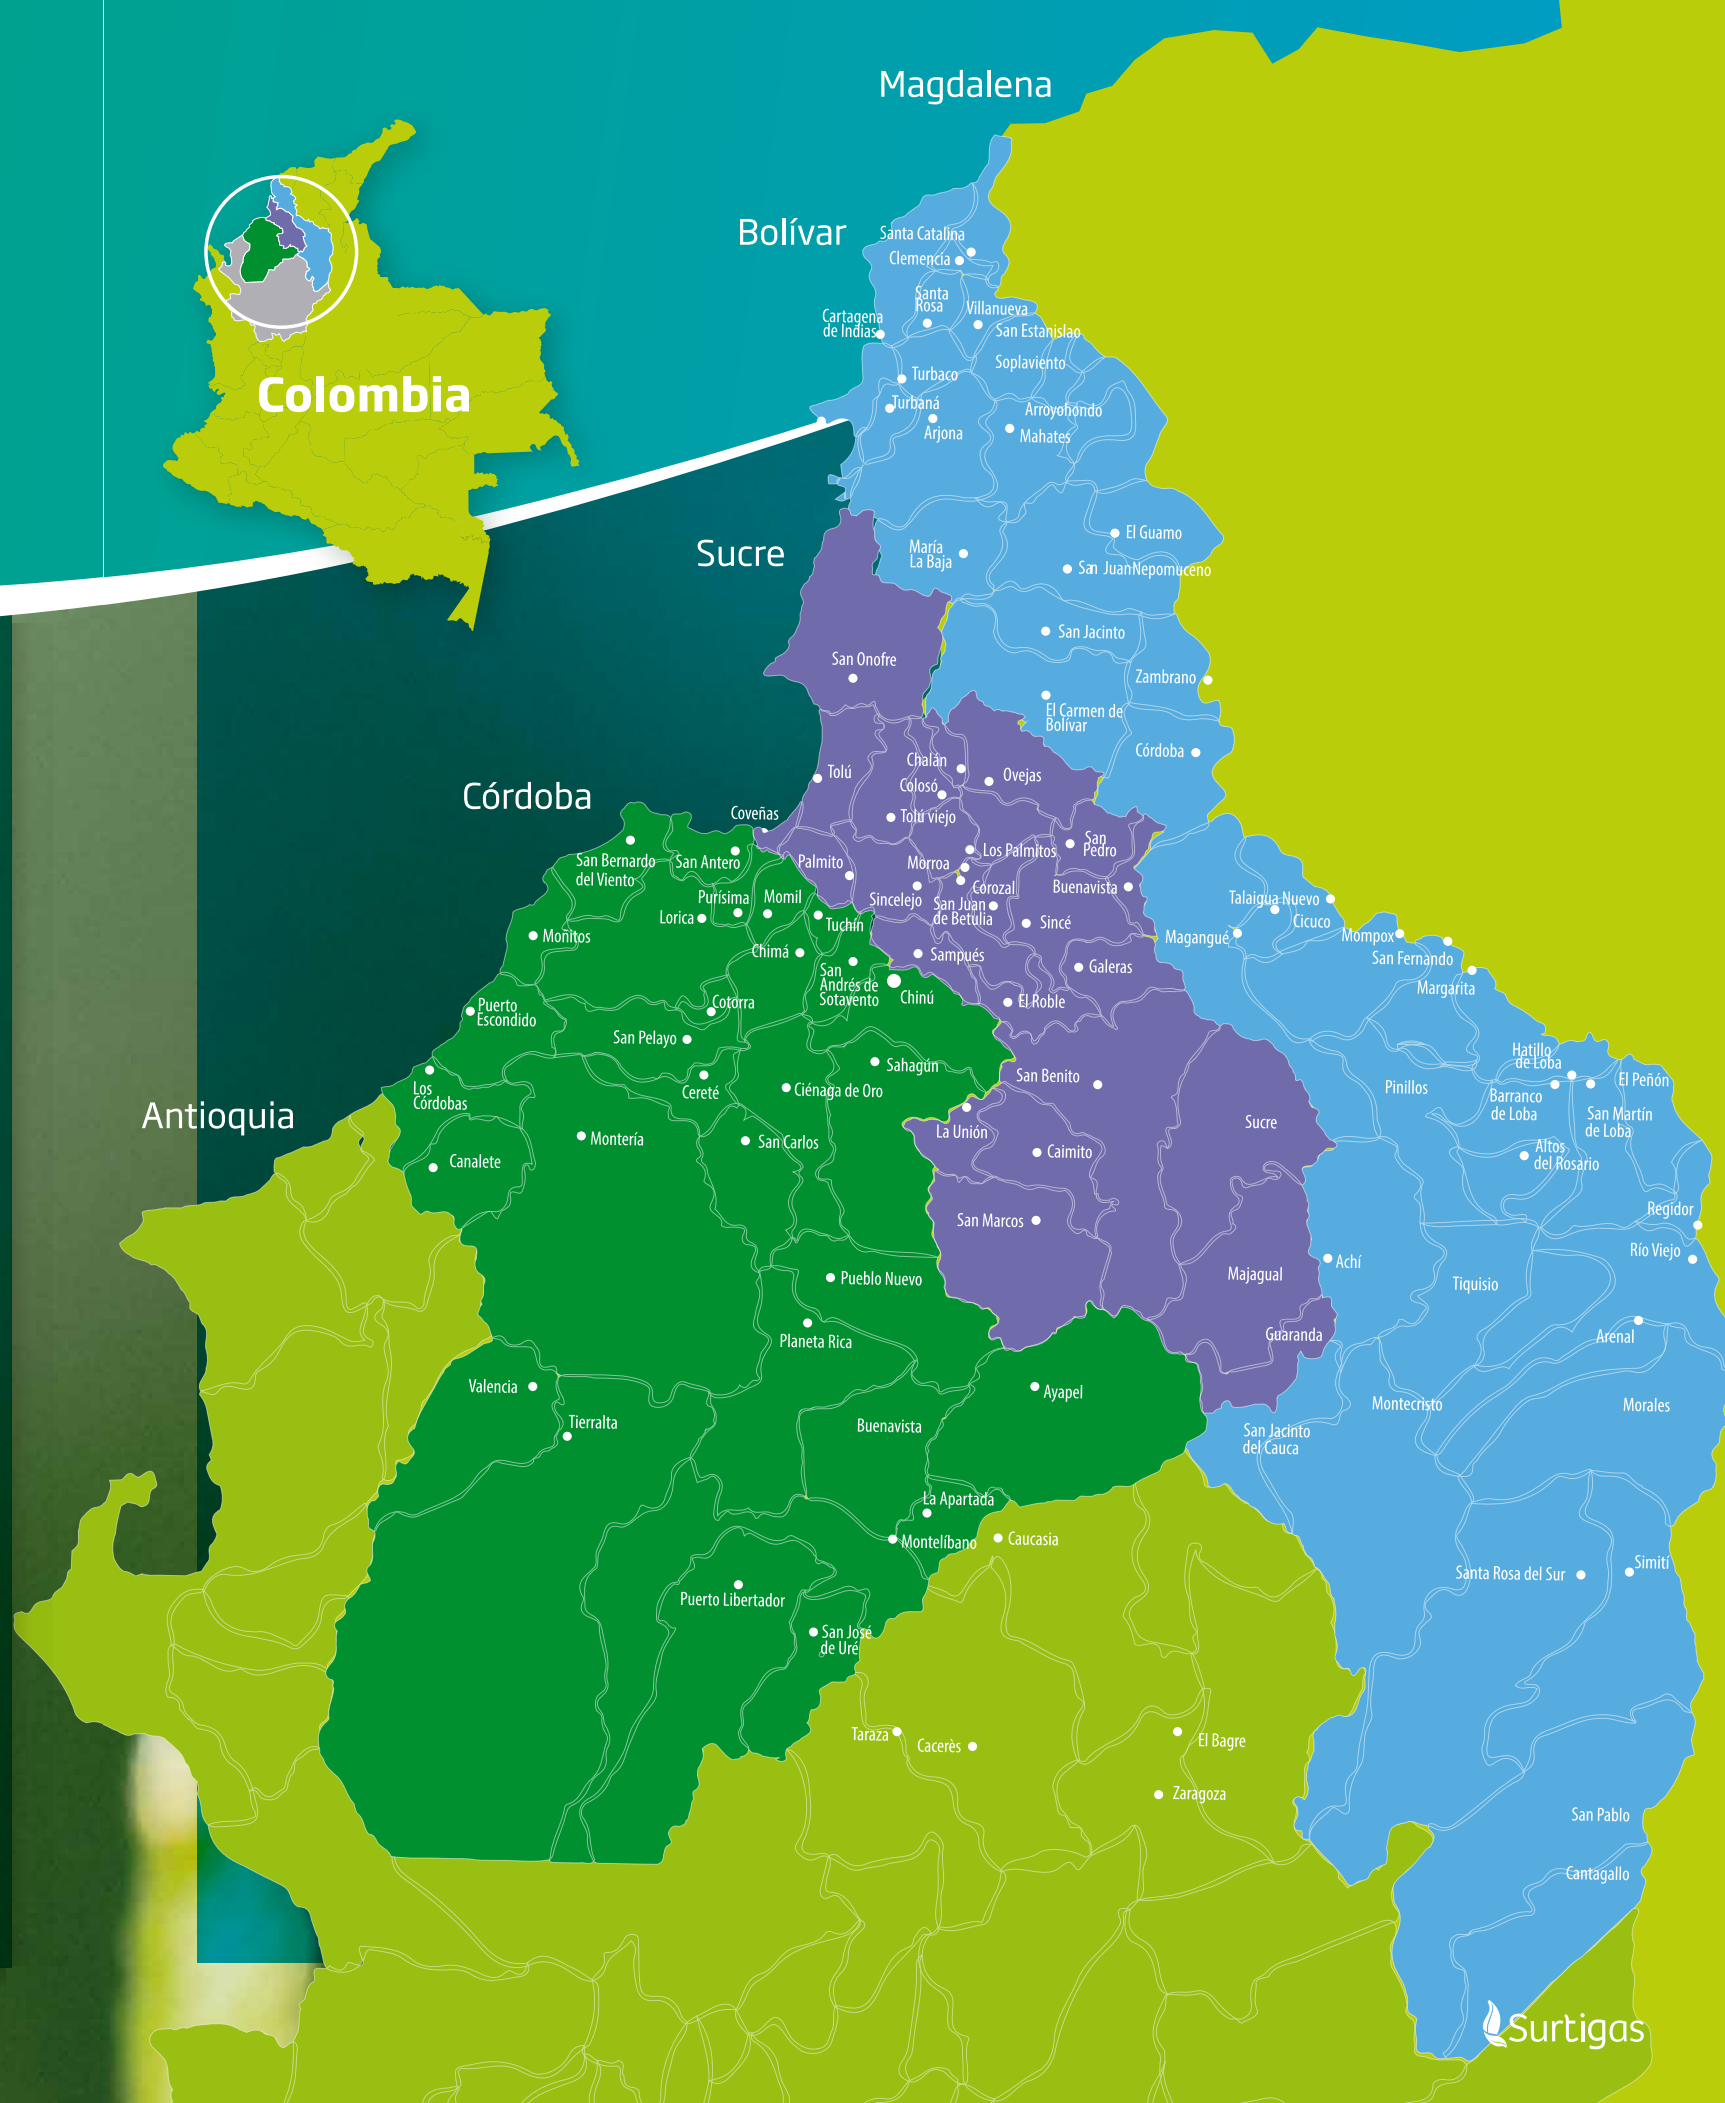 Magdalena
Bolívar
Santa Catalina
Clemencia
Santa
Rosa
Villanueva
Cartagena
de Indias
San Estanislao
Soplaviento
Turbaco
Colombia
Turbaná
Arroyohondo
Arjona
Mahates
Sucre
El Guamo
María
La Baja
San JuanNepomuceno
San Jacinto
San Onofre
Zambrano
El Carmen de
Bolívar
Córdoba
Chalán
Tolú
Ovejas
Colosó
Córdoba
Coveñas
Tolú viejo
San
Pedro
San Bernardo
del Viento
San Antero
Palmito
Morroa
Los Palmitos
Corozal
Buenavista
Purísima
Momil
Sincelejo
San Juan
de Betulia
Talaigua Nuevo
Lorica
Tuchín
Sincé
Cicuco
Moñitos
Magangué
Mompox
Chimá
Sampués
San Fernando
San
Andrés de
Sotavento
Galeras
Margarita
Chinú
El Roble
Puerto
Escondido
Cotorra
San Pelayo
Hatillo
de Loba
Sahagún
San Benito
El Peñón
Los
Córdobas
Cereté
Ciénaga de Oro
Pinillos
Barranco
de Loba
Antioquia
San Martín
de Loba
Sucre
La Unión
Montería
San Carlos
Caimito
Altos
del Rosario
Canalete
San Marcos
Regidor
Río Viejo
Achí
Pueblo Nuevo
Majagual
Tiquisio
Planeta Rica
Guaranda
Arenal
Valencia
Ayapel
Tierralta
Buenavista
Montecristo
Morales
San Jacinto
del Cauca
La Apartada
Montelíbano
Caucasia
Simití
Santa Rosa del Sur
Puerto Libertador
San José
de Uré
Taraza
Cacerès
El Bagre
Zaragoza
San Pablo
Cantagallo
Surtigas